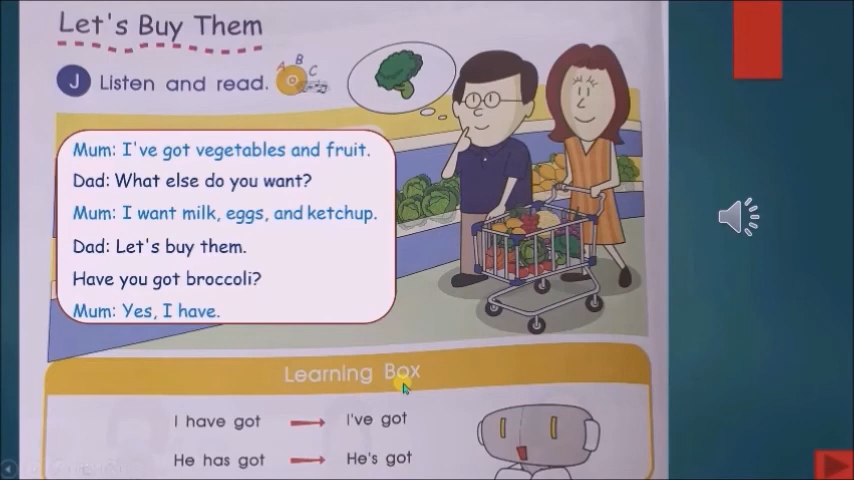 Let's Buy Them
J Listen and read.
A B C
Mum: I've got vegetables and fruit.
Dad: What else do you want?
Mum: I want milk, eggs, and ketchup.
Dad: Let's buy them.
Have you got broccoli?
Mum: Yes, I have.
Learning Box
I have got I've got
He has got He's got